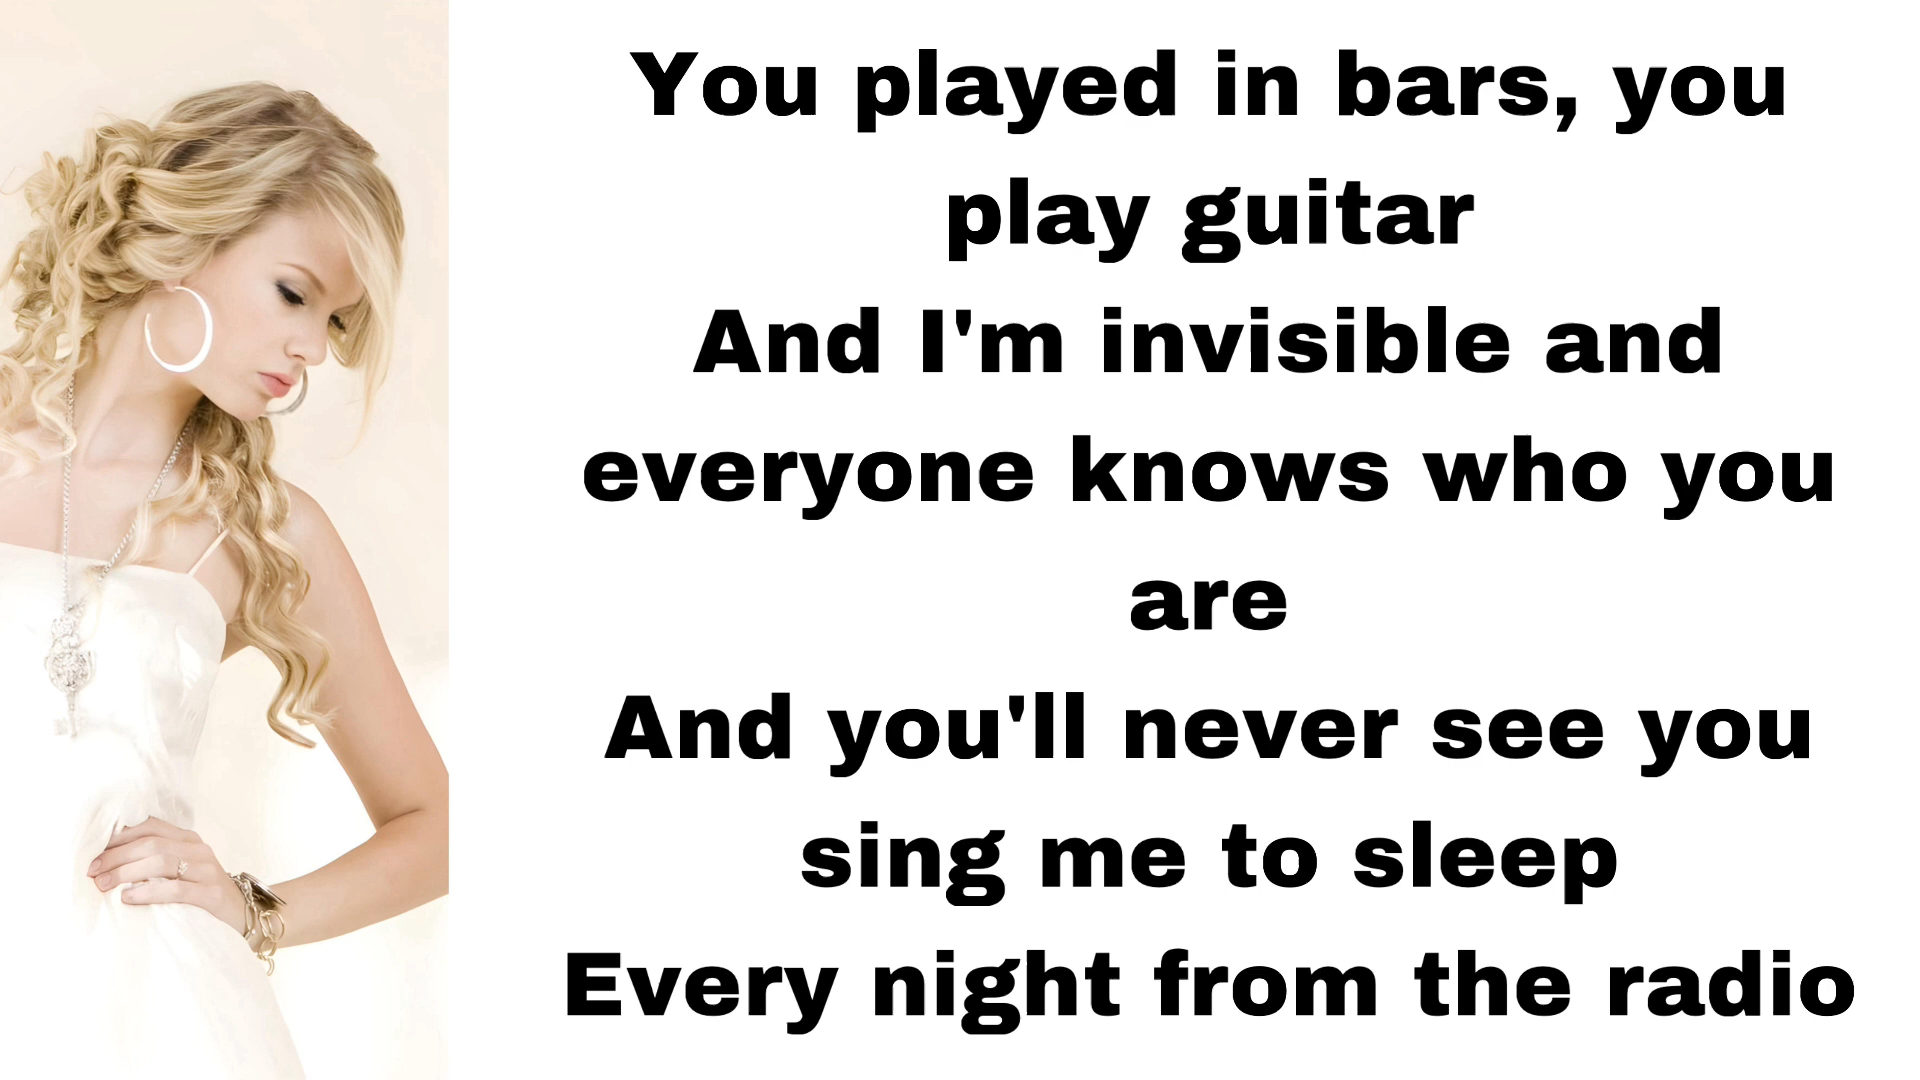 You played in bars, you
play guitar
And I'm invisible and
everyone knows who you
are
And you'll never see you
sing me to sleep
Every night from the radio